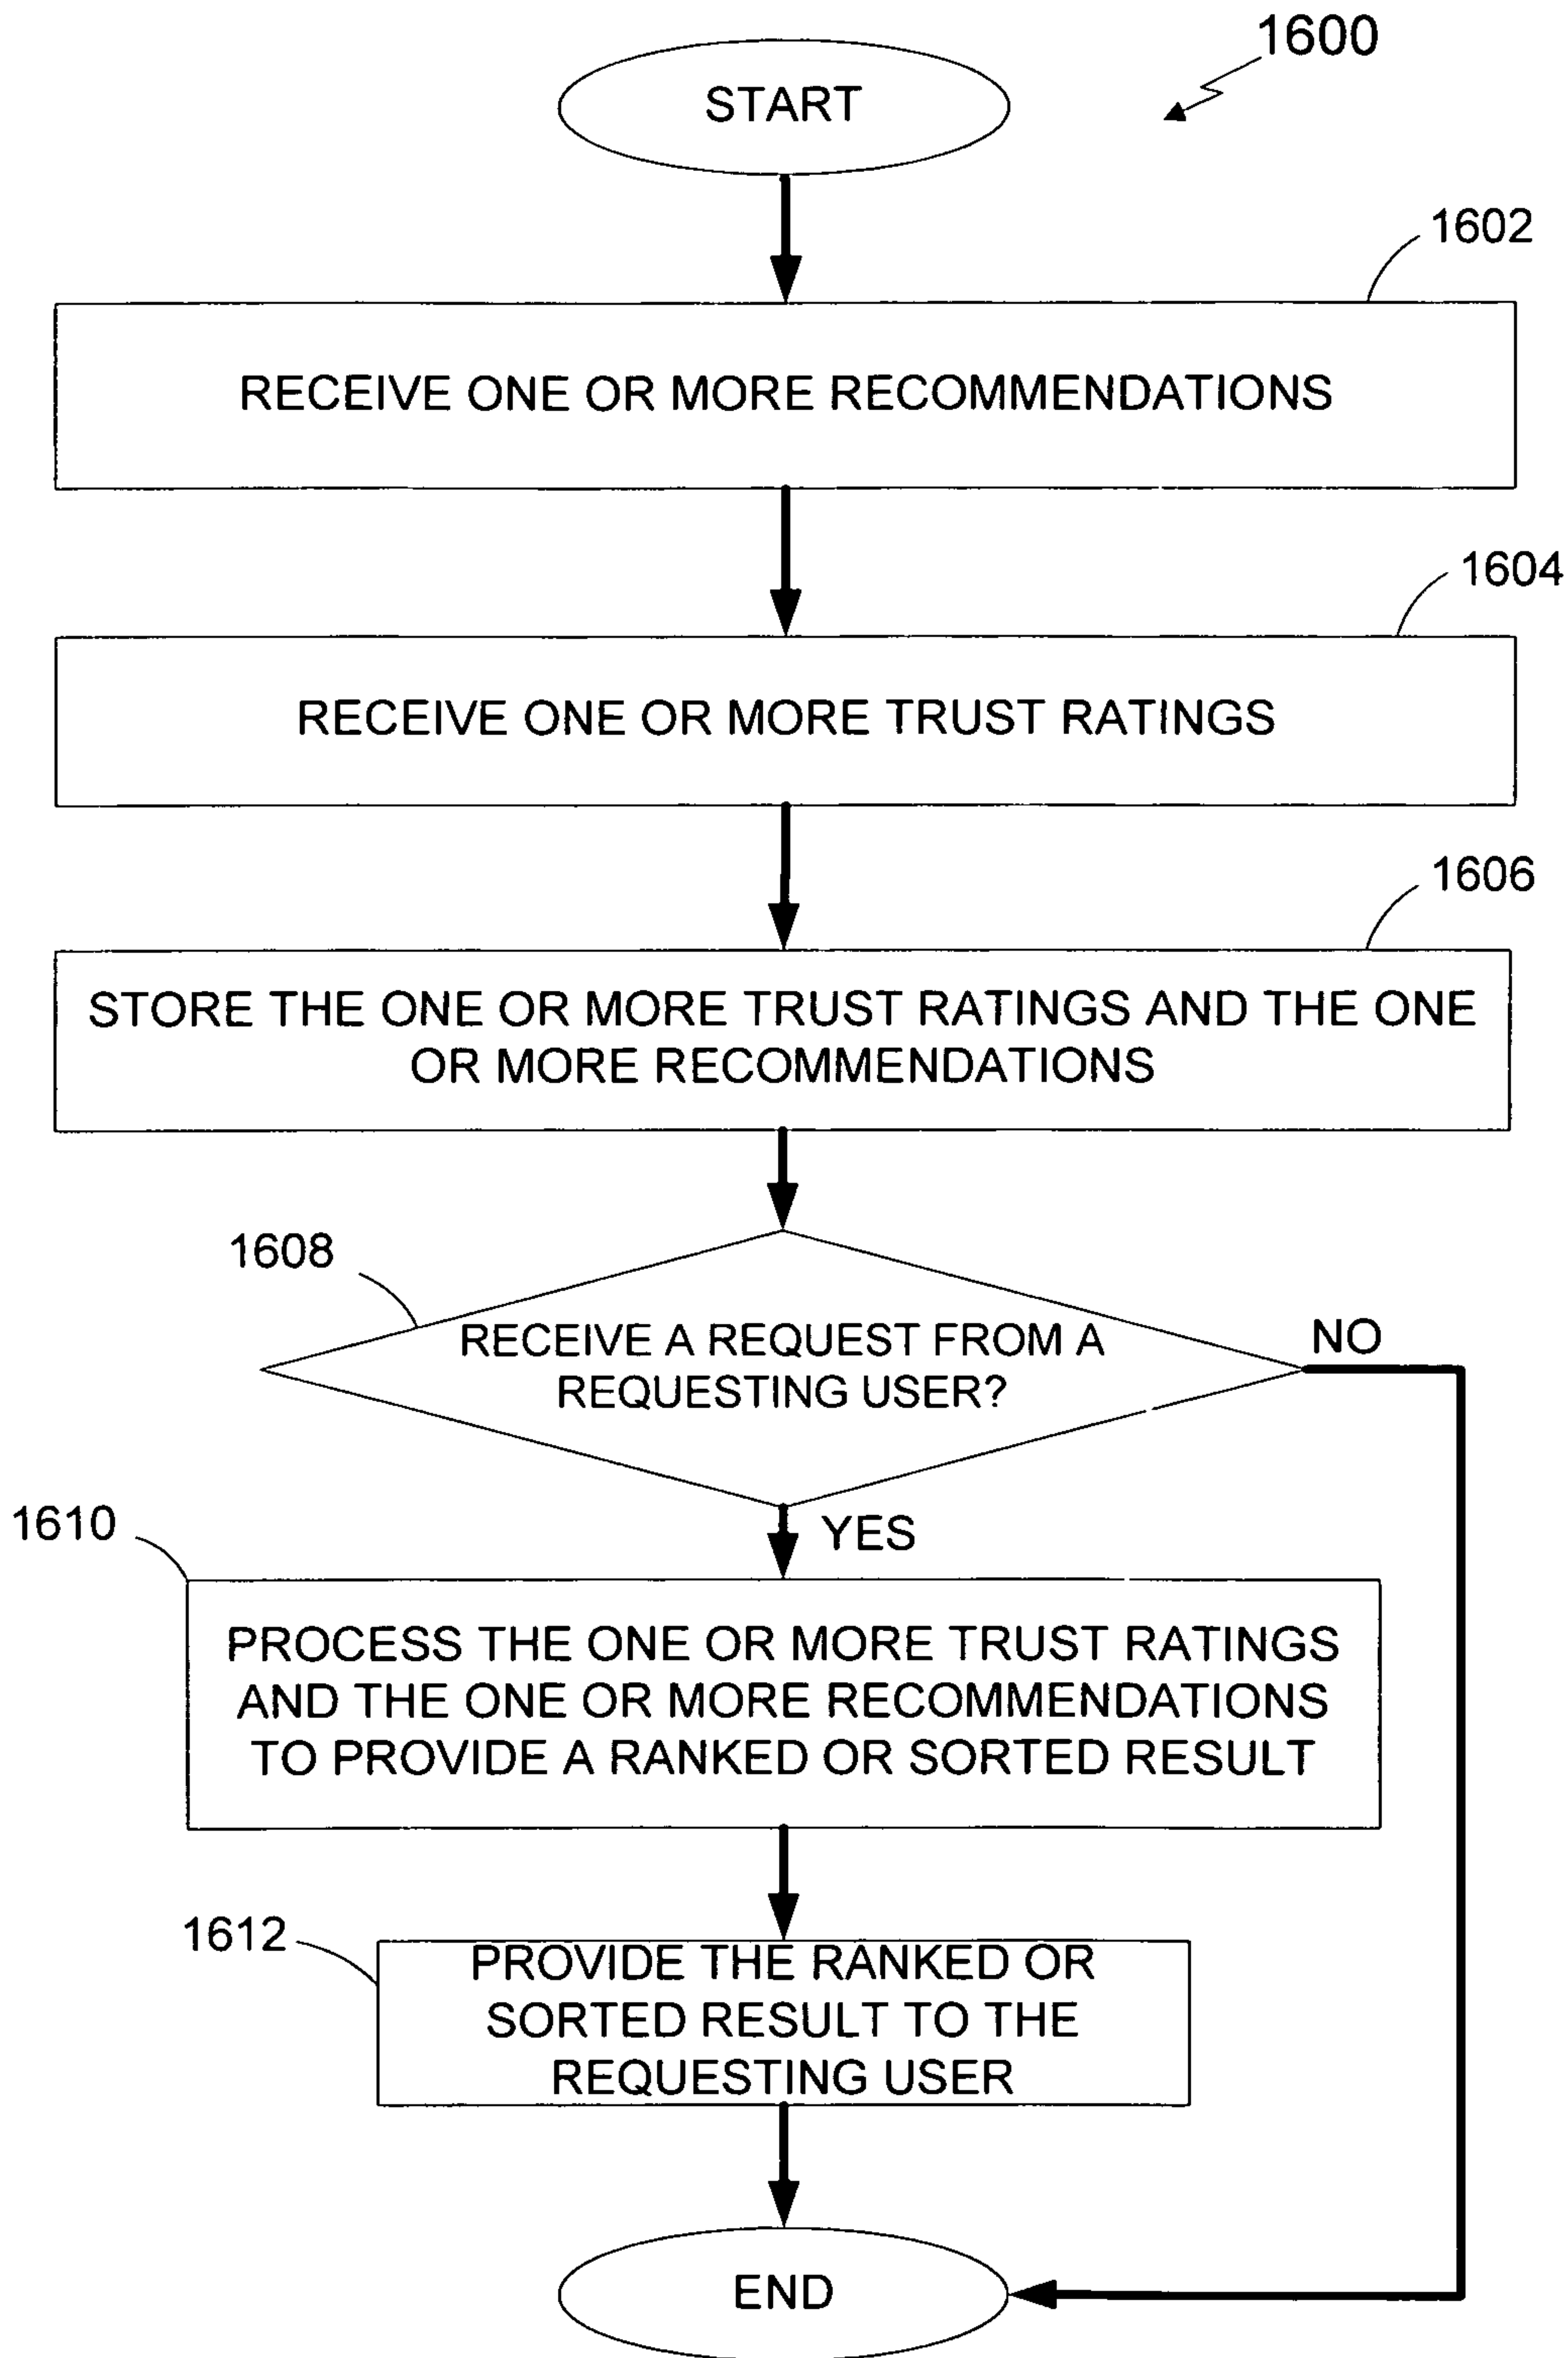 1600
START
1602
RECEIVE ONE OR MORE RECOMMENDATIONS
1604
RECEIVE ONE OR MORE TRUST RATINGS
1606
STORE THE ONE OR MORE TRUST RATINGS AND THE ONE
OR MORE RECOMMENDATIONS
1608
RECEIVE A REQUEST FROM A
REQUESTING USER?
NO
YES
1610
PROCESS THE ONE OR MORE TRUST RATINGS
AND THE ONE OR MORE RECOMMENDATIONS
TO PROVIDE A RANKED OR SORTED RESULT
1612
PROVIDE THE RANKED OR
SORTED RESULT TO THE
REQUESTING USER
END